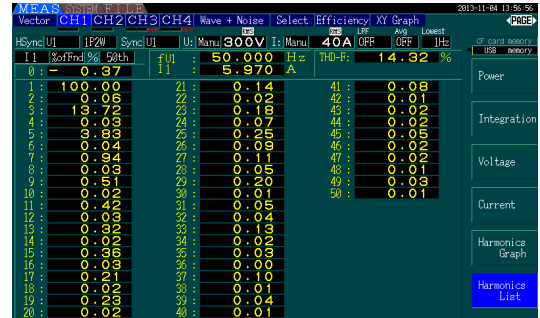 MEAS SYSTEM FILE 2013-11-04 13:56:56
Vector CH1 CH2 CH3 CH4 Wave + Noise Select Efficiency XY Graph PAGE
RMS RMS LPF Avg Lowest
HSync U1 1P2W Sync U1 U: Manu 300V I: Manu 40A OFF OFF 1Hz
CF card memory
USB memory
I1 %ofFnd % 50th fU1 : 50.000 Hz THD-F: 14.32 %
0 : - 0.37 I1 : 5.970 A
1 : 100.00 21 : 0.14 41 : 0.08
2 : 0.06 22 : 0.02 42 : 0.01
3 : 13.72 23 : 0.18 43 : 0.02
4 : 0.03 24 : 0.07 44 : 0.02
5 : 3.83 25 : 0.25 45 : 0.05
6 : 0.04 26 : 0.09 46 : 0.02
7 : 0.94 27 : 0.11 47 : 0.02
8 : 0.03 28 : 0.05 48 : 0.01
9 : 0.51 29 : 0.20 49 : 0.03
10 : 0.02 30 : 0.01 50 : 0.01
11 : 0.42 31 : 0.05
12 : 0.03 32 : 0.04
13 : 0.32 33 : 0.13
14 : 0.02 34 : 0.02
15 : 0.36 35 : 0.03
16 : 0.03 36 : 0.00
17 : 0.21 37 : 0.10
18 : 0.02 38 : 0.01
19 : 0.23 39 : 0.04
20 : 0.02 40 : 0.01
Power
Integration
Voltage
Current
Harmonics
Graph
Harmonics
List